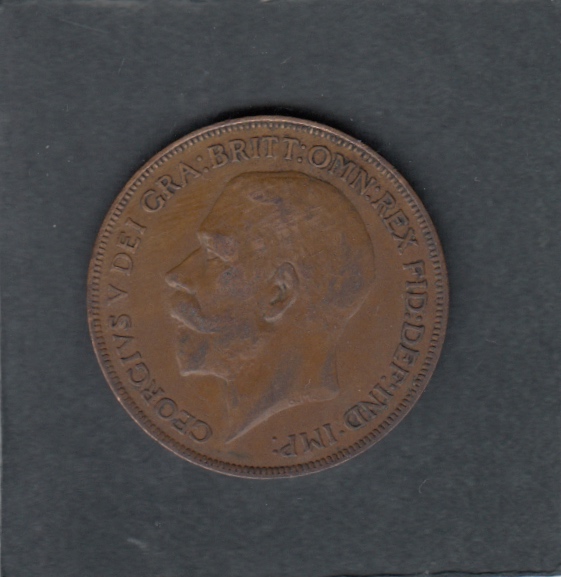 GEORGIVS V DEI GRA: BRITT: OMN: REX FID: DEF: IND: IMP: